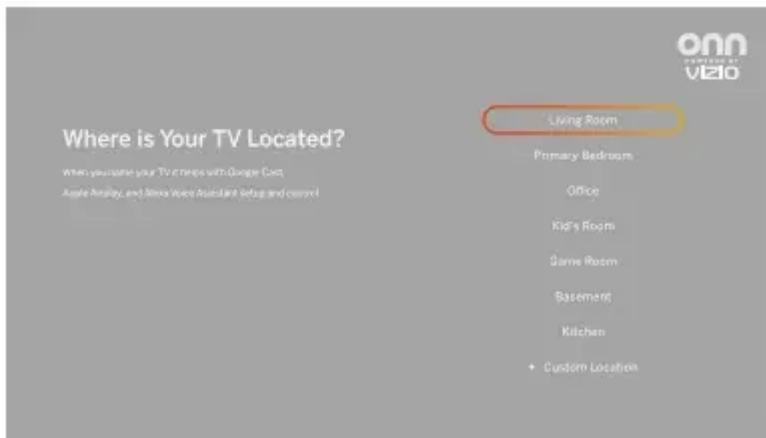 onn
POWERED BY
VIZIO
Where is Your TV Located?
When you name your TV it helps with Google Cast,
Apple AirPlay, and Alexa Voice Assistant setup and control
Living Room
Primary Bedroom
Office
Kid's Room
Game Room
Basement
Kitchen
+ Custom Location